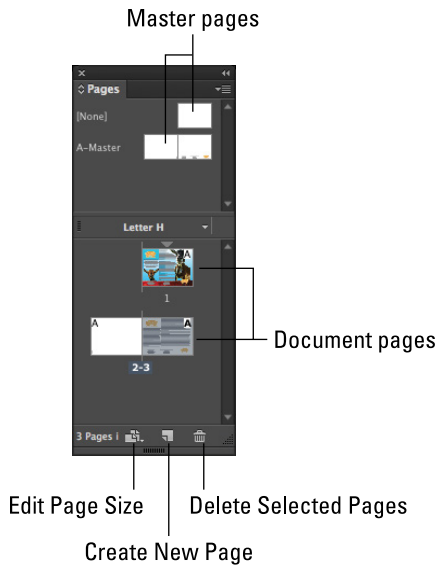 Master pages
Pages
[None]
A-Master
Letter H
A
1
A
A
2-3
Document pages
3 Pages i
Edit Page Size
Delete Selected Pages
Create New Page